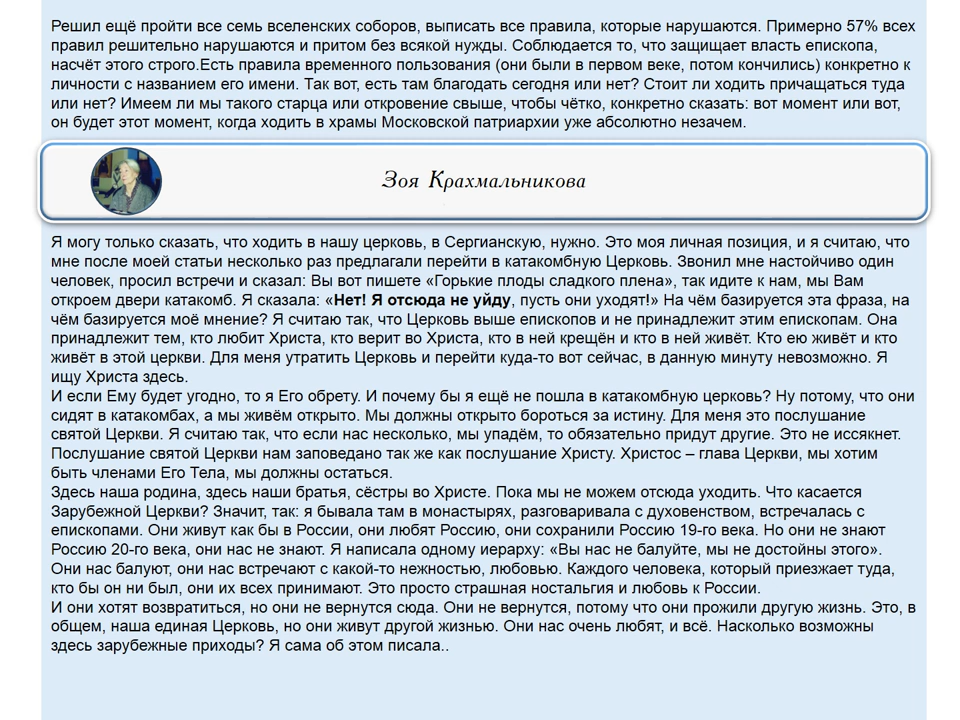 Решил ещё пройти все семь вселенских соборов, выписать все правила, которые нарушаются. Примерно 57% всех
правил решительно нарушаются и притом без всякой нужды. Соблюдается то, что защищает власть епископа,
насчёт этого строго.Есть правила временного пользования (они были в первом веке, потом кончились) конкретно к
личности с названием его имени. Так вот, есть там благодать сегодня или нет? Стоит ли ходить причащаться туда
или нет? Имеем ли мы такого старца или откровение свыше, чтобы чётко, конкретно сказать: вот момент или вот,
он будет этот момент, когда ходить в храмы Московской патриархии уже абсолютно незачем.
Зоя Крахмальникова
Я могу только сказать, что ходить в нашу церковь, в Сергианскую, нужно. Это моя личная позиция, и я считаю, что
мне после моей статьи несколько раз предлагали перейти в катакомбную Церковь. Звонил мне настойчиво один
человек, просил встречи и сказал: Вы вот пишете «Горькие плоды сладкого плена», так идите к нам, мы Вам
откроем двери катакомб. Я сказала: «Нет! Я отсюда не уйду, пусть они уходят!» На чём базируется эта фраза, на
чём базируется моё мнение? Я считаю так, что Церковь выше епископов и не принадлежит этим епископам. Она
принадлежит тем, кто любит Христа, кто верит во Христа, кто в ней крещён и кто в ней живёт. Кто ею живёт и кто
живёт в этой церкви. Для меня утратить Церковь и перейти куда-то вот сейчас, в данную минуту невозможно. Я
ищу Христа здесь.
И если Ему будет угодно, то я Его обрету. И почему бы я ещё не пошла в катакомбную церковь? Ну потому, что они
сидят в катакомбах, а мы живём открыто. Мы должны открыто бороться за истину. Для меня это послушание
святой Церкви. Я считаю так, что если нас несколько, мы упадём, то обязательно придут другие. Это не иссякнет.
Послушание святой Церкви нам заповедано так же как послушание Христу. Христос – глава Церкви, мы хотим
быть членами Его Тела, мы должны остаться.
Здесь наша родина, здесь наши братья, сёстры во Христе. Пока мы не можем отсюда уходить. Что касается
Зарубежной Церкви? Значит, так: я бывала там в монастырях, разговаривала с духовенством, встречалась с
епископами. Они живут как бы в России, они любят Россию, они сохранили Россию 19-го века. Но они не знают
Россию 20-го века, они нас не знают. Я написала одному иерарху: «Вы нас не балуйте, мы не достойны этого».
Они нас балуют, они нас встречают с какой-то нежностью, любовью. Каждого человека, который приезжает туда,
кто бы он ни был, они их всех принимают. Это просто страшная ностальгия и любовь к России.
И они хотят возвратиться, но они не вернутся сюда. Они не вернутся, потому что они прожили другую жизнь. Это, в
общем, наша единая Церковь, но они живут другой жизнью. Они нас очень любят, и всё. Насколько возможны
здесь зарубежные приходы? Я сама об этом писала..